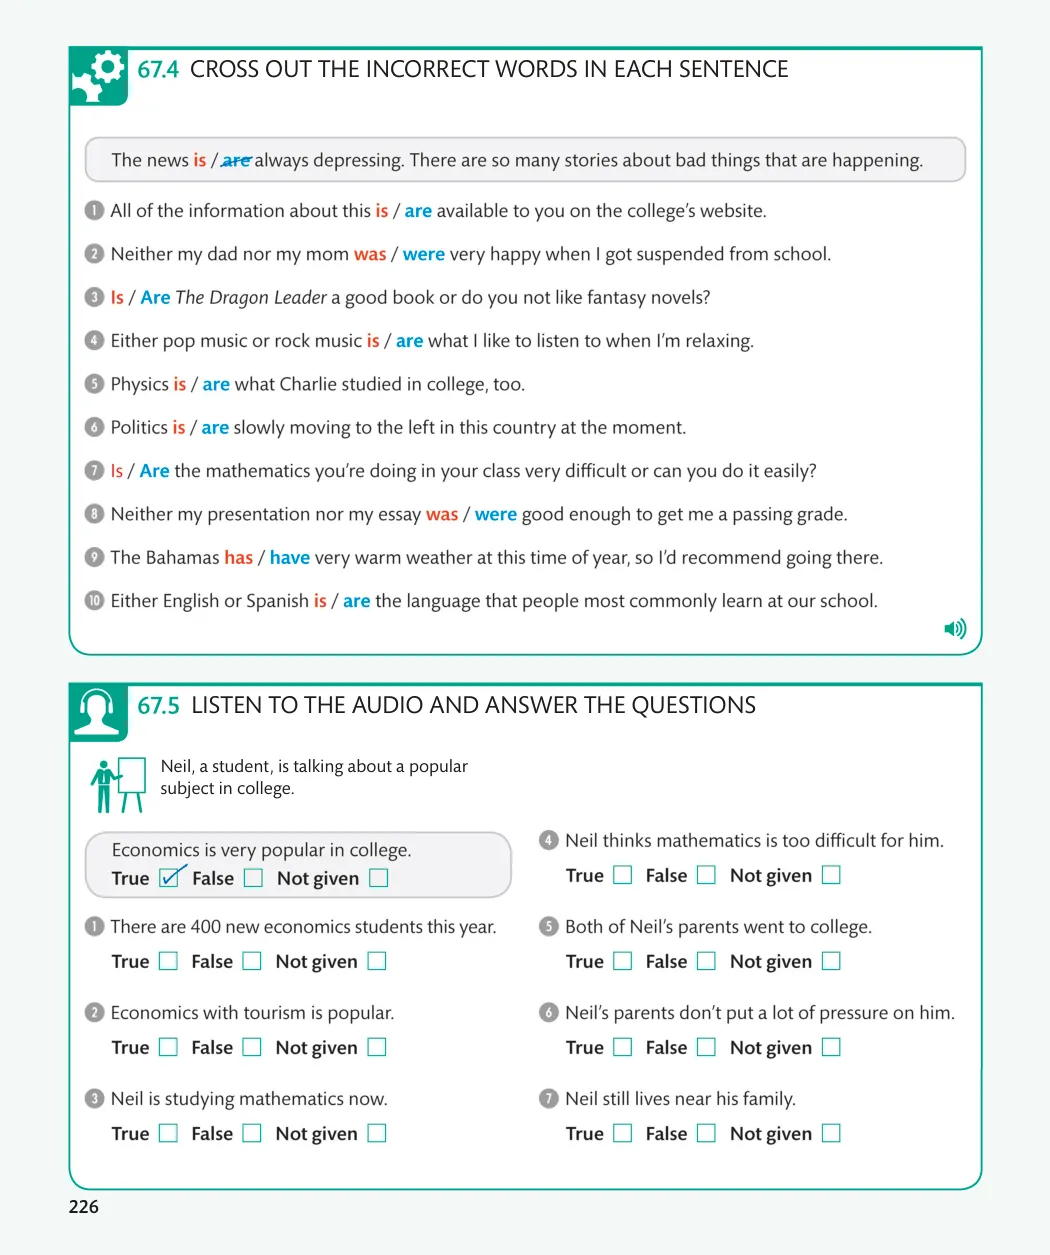 67.4 CROSS OUT THE INCORRECT WORDS IN EACH SENTENCE
The news is / are always depressing. There are so many stories about bad things that are happening.
1 All of the information about this is / are available to you on the college’s website.
2 Neither my dad nor my mom was / were very happy when I got suspended from school.
3 Is / Are The Dragon Leader a good book or do you not like fantasy novels?
4 Either pop music or rock music is / are what I like to listen to when I’m relaxing.
5 Physics is / are what Charlie studied in college, too.
6 Politics is / are slowly moving to the left in this country at the moment.
7 Is / Are the mathematics you’re doing in your class very difficult or can you do it easily?
8 Neither my presentation nor my essay was / were good enough to get me a passing grade.
9 The Bahamas has / have very warm weather at this time of year, so I’d recommend going there.
10 Either English or Spanish is / are the language that people most commonly learn at our school.
67.5 LISTEN TO THE AUDIO AND ANSWER THE QUESTIONS
Neil, a student, is talking about a popular
subject in college.
Economics is very popular in college.
True False Not given
1 There are 400 new economics students this year.
True False Not given
2 Economics with tourism is popular.
True False Not given
3 Neil is studying mathematics now.
True False Not given
4 Neil thinks mathematics is too difficult for him.
True False Not given
5 Both of Neil’s parents went to college.
True False Not given
6 Neil’s parents don’t put a lot of pressure on him.
True False Not given
7 Neil still lives near his family.
True False Not given
226